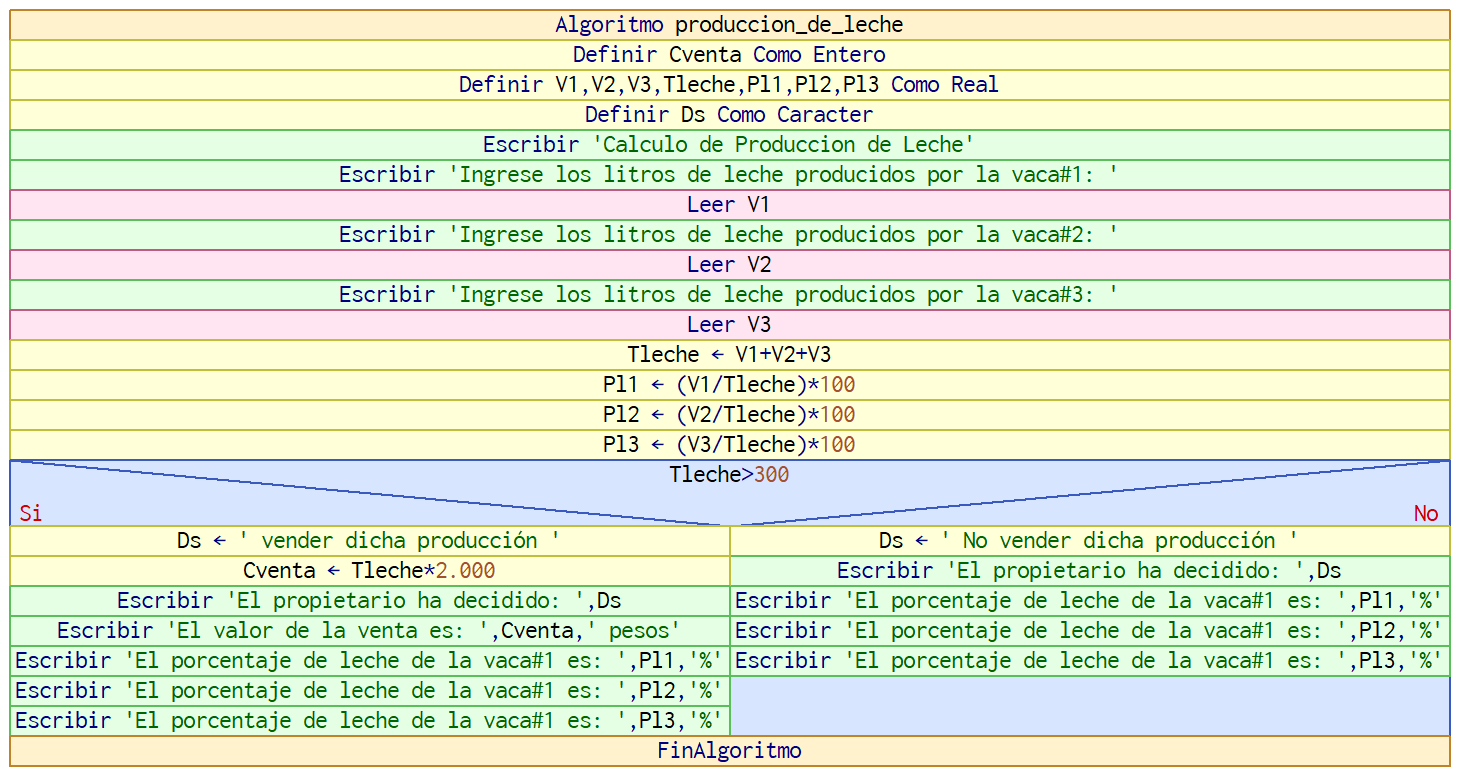 Algoritmo produccion_de_leche
Definir Cventa Como Entero
Definir V1,V2,V3,Tleche,Pl1,Pl2,Pl3 Como Real
Definir Ds Como Caracter
Escribir 'Calculo de Produccion de Leche'
Escribir 'Ingrese los litros de leche producidos por la vaca#1: '
Leer V1
Escribir 'Ingrese los litros de leche producidos por la vaca#2: '
Leer V2
Escribir 'Ingrese los litros de leche producidos por la vaca#3: '
Leer V3
Tleche ← V1+V2+V3
Pl1 ← (V1/Tleche)*100
Pl2 ← (V2/Tleche)*100
Pl3 ← (V3/Tleche)*100
Tleche>300
Si
No
Ds ← ' vender dicha producción '
Cventa ← Tleche*2.000
Escribir 'El propietario ha decidido: ',Ds
Escribir 'El valor de la venta es: ',Cventa,' pesos'
Escribir 'El porcentaje de leche de la vaca#1 es: ',Pl1,'%'
Escribir 'El porcentaje de leche de la vaca#1 es: ',Pl2,'%'
Escribir 'El porcentaje de leche de la vaca#1 es: ',Pl3,'%'
Ds ← ' No vender dicha producción '
Escribir 'El propietario ha decidido: ',Ds
Escribir 'El porcentaje de leche de la vaca#1 es: ',Pl1,'%'
Escribir 'El porcentaje de leche de la vaca#1 es: ',Pl2,'%'
Escribir 'El porcentaje de leche de la vaca#1 es: ',Pl3,'%'
FinAlgoritmo